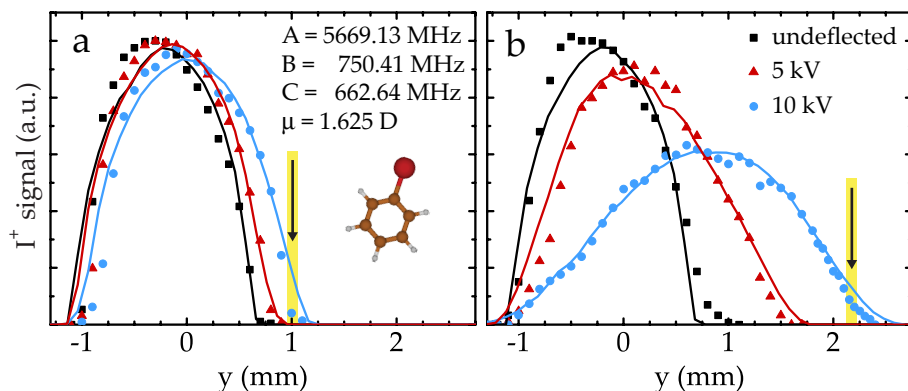 a
A = 5669.13 MHz
B = 750.41 MHz
C = 662.64 MHz
μ = 1.625 D
b
undeflected
5 kV
10 kV
I⁺ signal (a.u.)
-1 0 1 2
-1 0 1 2
y (mm)
y (mm)